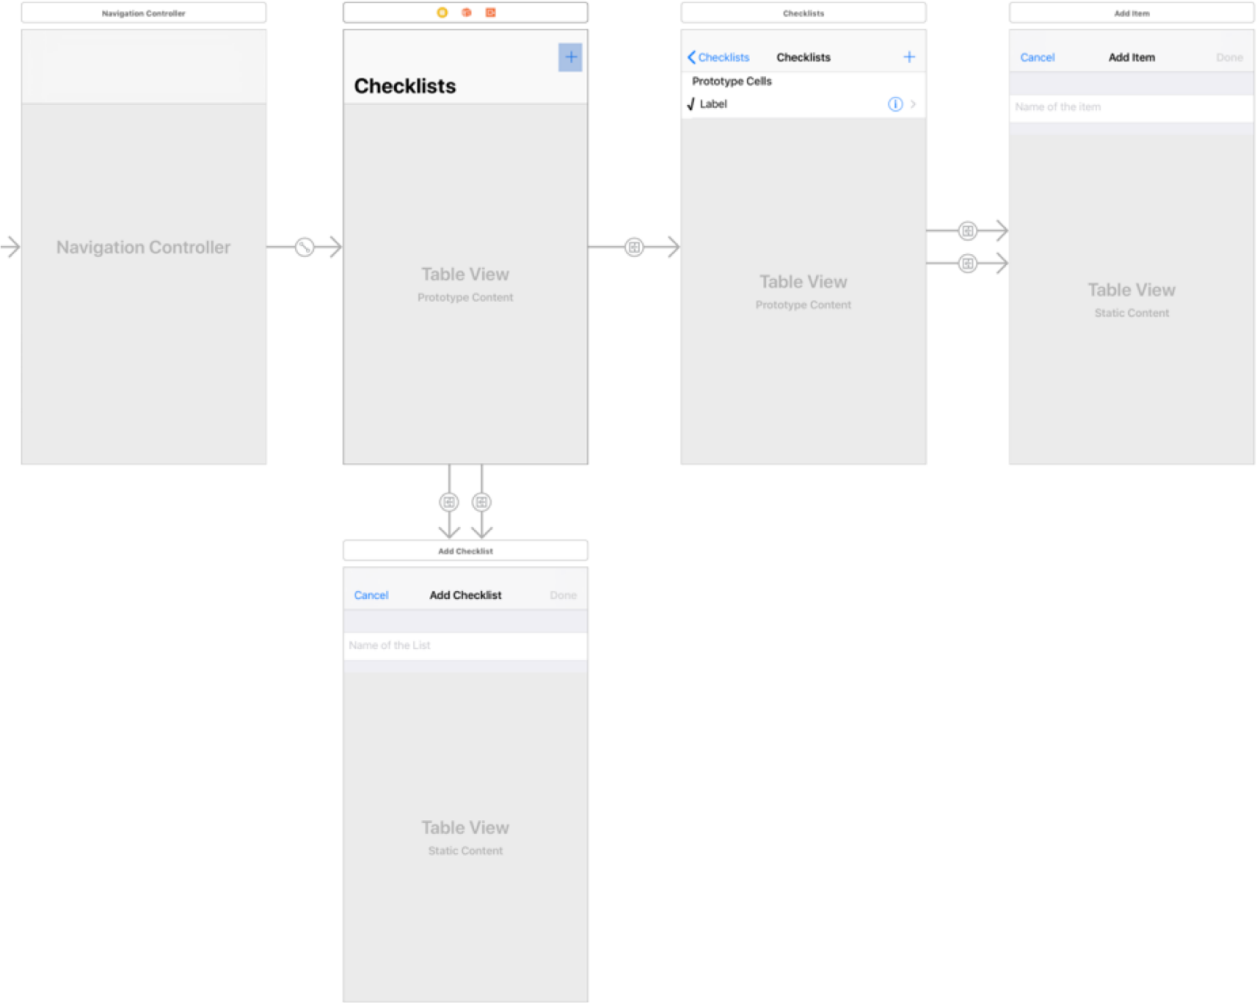 Navigation Controller
Navigation Controller
Checklists
Table View
Prototype Content
Checklists
Checklists
Checklists
Prototype Cells
√ Label
Table View
Prototype Content
Add Item
Cancel
Add Item
Done
Name of the Item
Table View
Static Content
Add Checklist
Cancel
Add Checklist
Done
Name of the List
Table View
Static Content